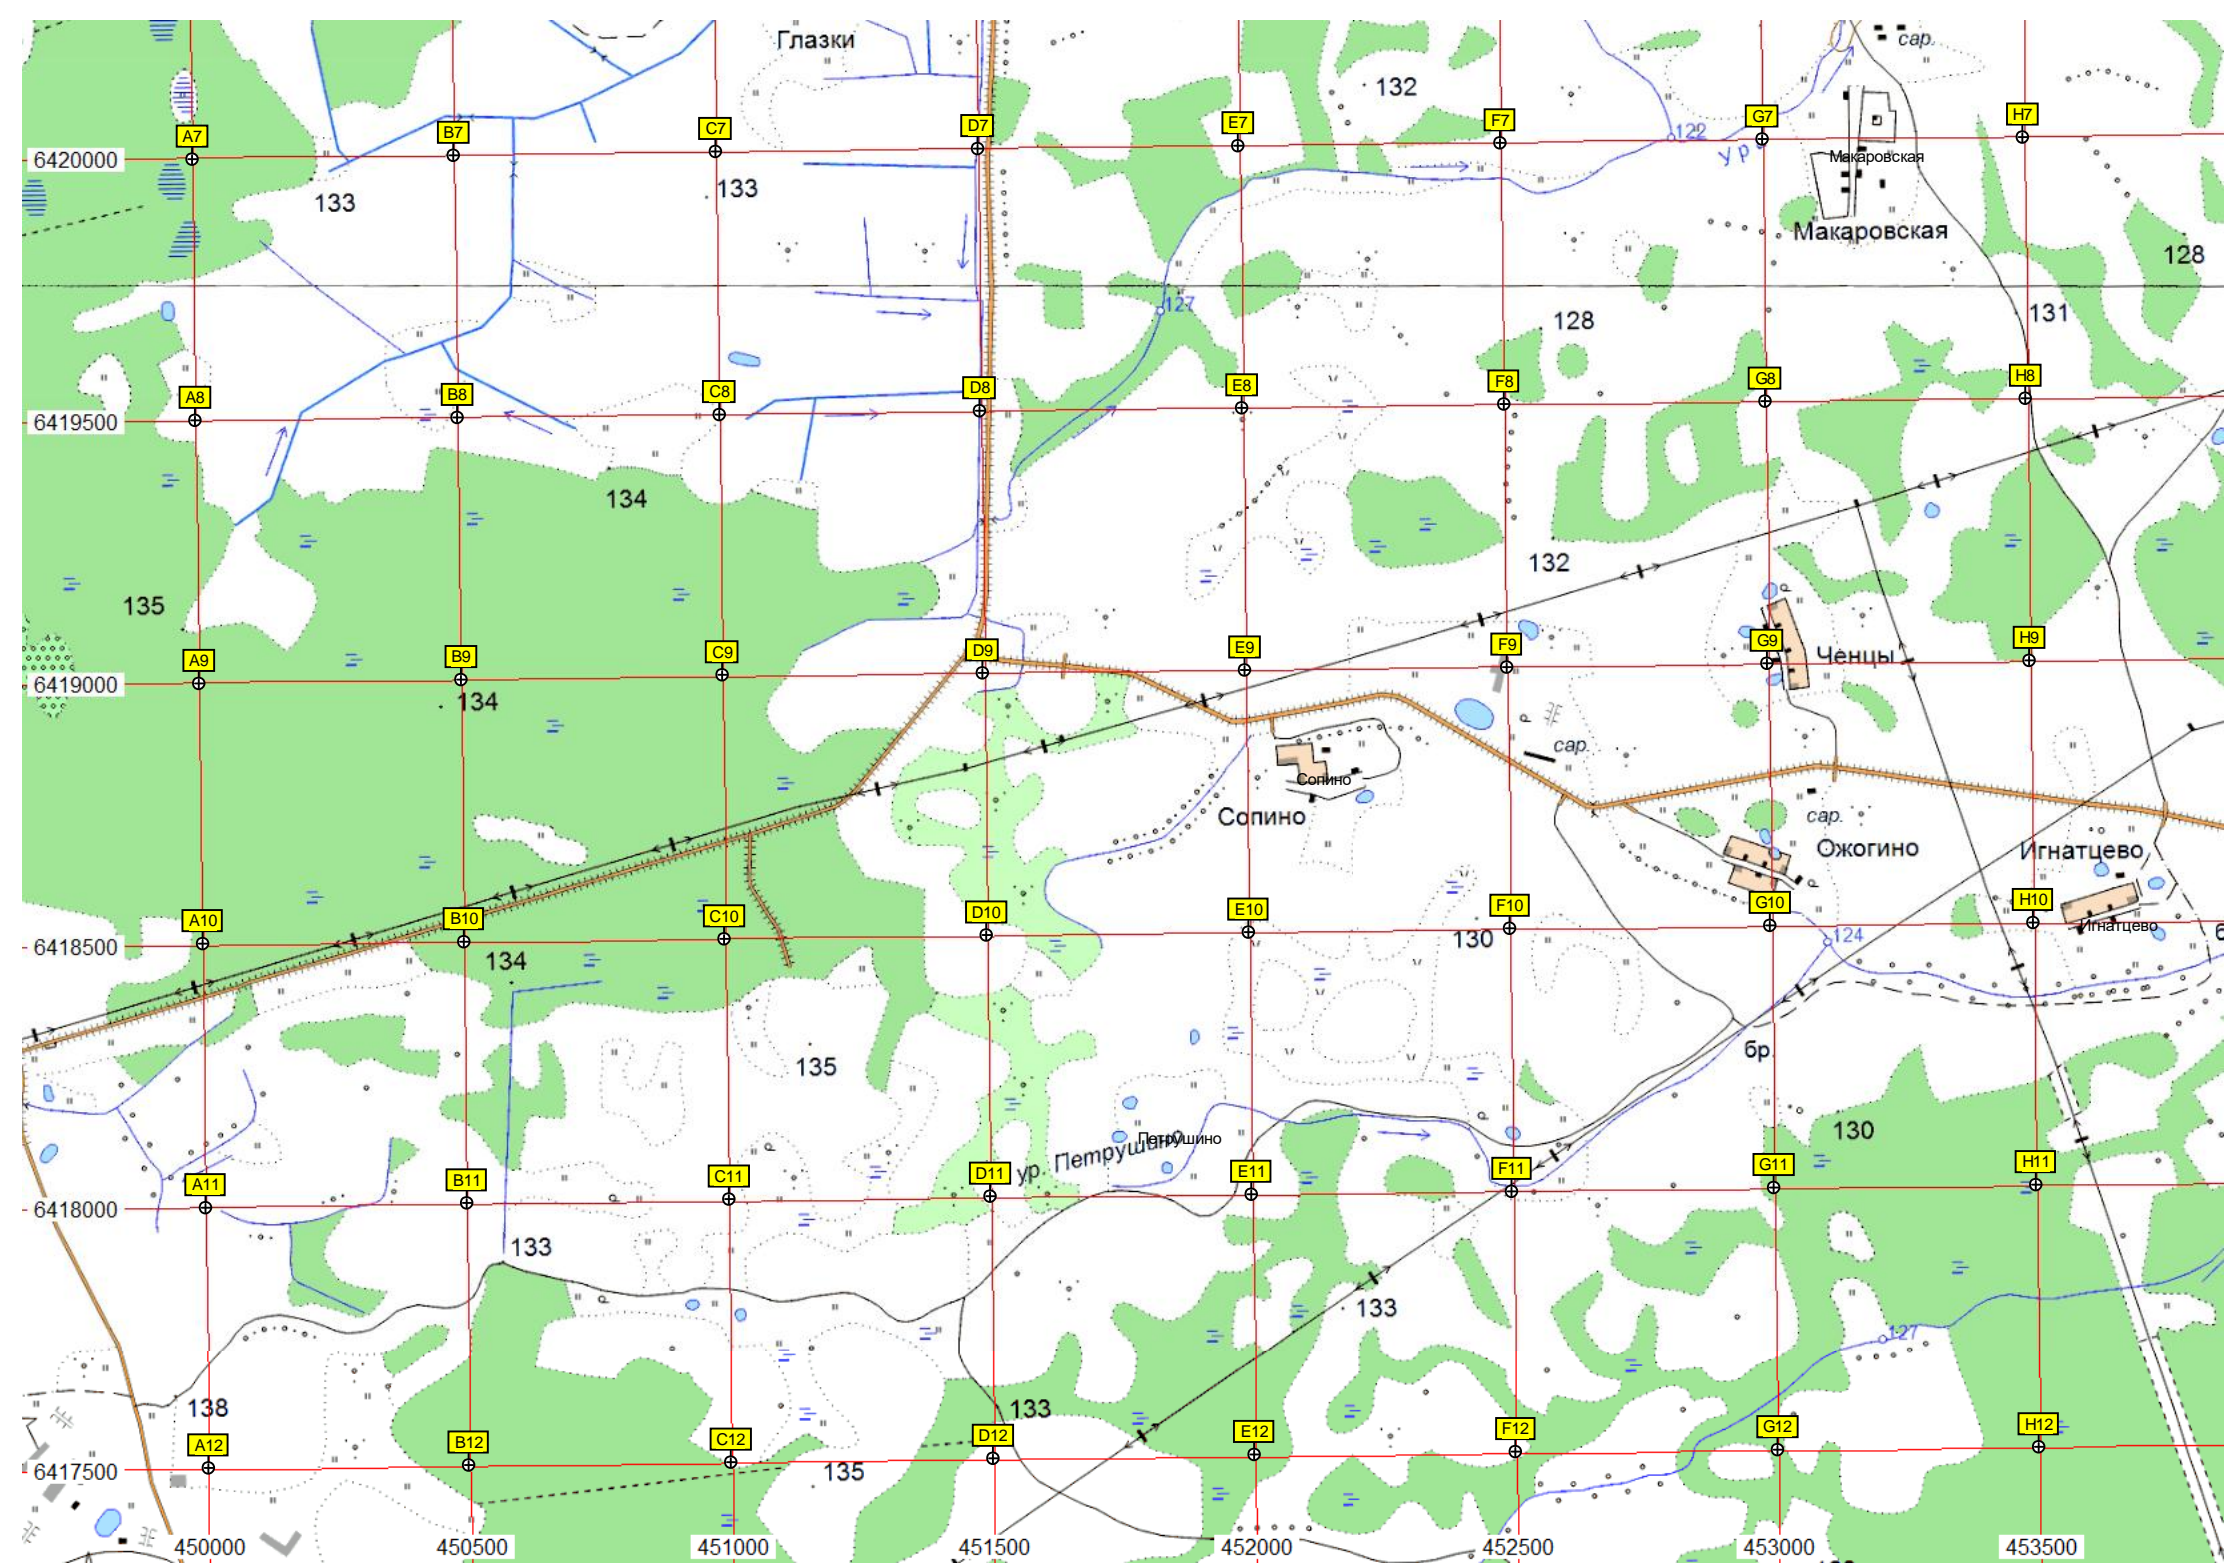 Глазки
сар.
132
A7
B7
C7
D7
E7
F7
G7
H7
122
6420000
ур.
Макаровская
133
133
Макаровская
128
127
128
131
A8
B8
C8
D8
E8
F8
G8
H8
6419500
134
132
135
A9
B9
C9
D9
E9
F9
G9
H9
Ченцы
6419000
134
сар.
Сопино
Сопино
сар.
Ожогино
Игнатцево
A10
B10
C10
D10
E10
F10
G10
H10
Игнатцево
6418500
134
130
124
б
135
бр.
130
ур. Петрушино
Петрушино
A11
B11
C11
D11
E11
F11
G11
H11
6418000
133
133
127
138
133
A12
B12
C12
D12
E12
F12
G12
H12
6417500
135
450000
450500
451000
451500
452000
452500
453000
453500